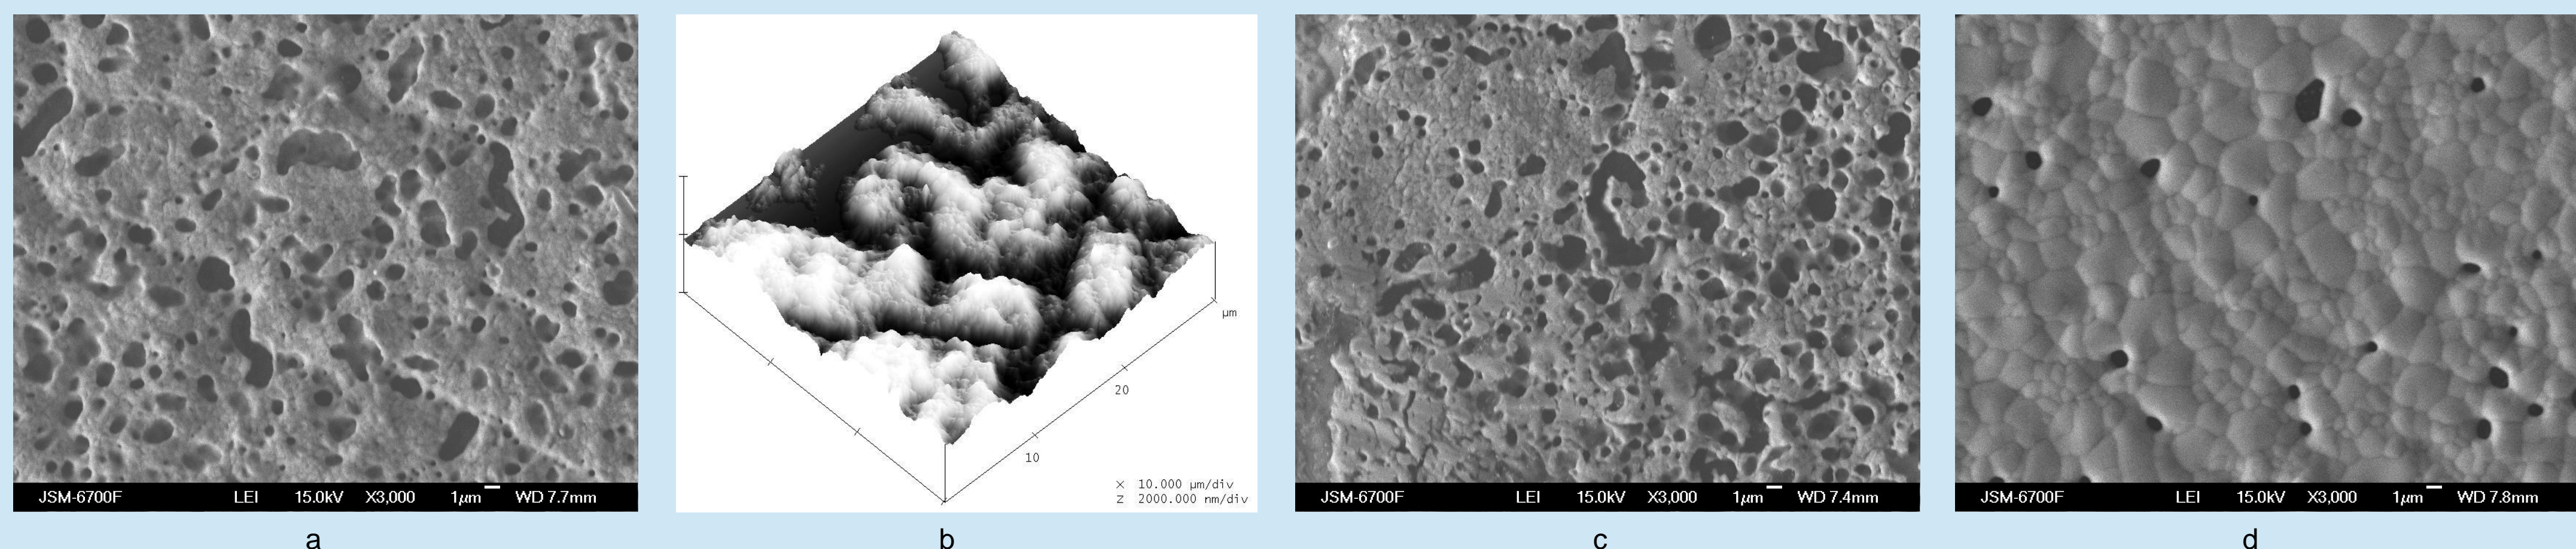 JSM-6700F LEI 15.0kV X3,000 1µm WD 7.7mm
a
µm
20
10
X 10.000 µm/div
Z 2000.000 nm/div
b
JSM-6700F LEI 15.0kV X3,000 1µm WD 7.4mm
c
JSM-6700F LEI 15.0kV X3,000 1µm WD 7.8mm
d